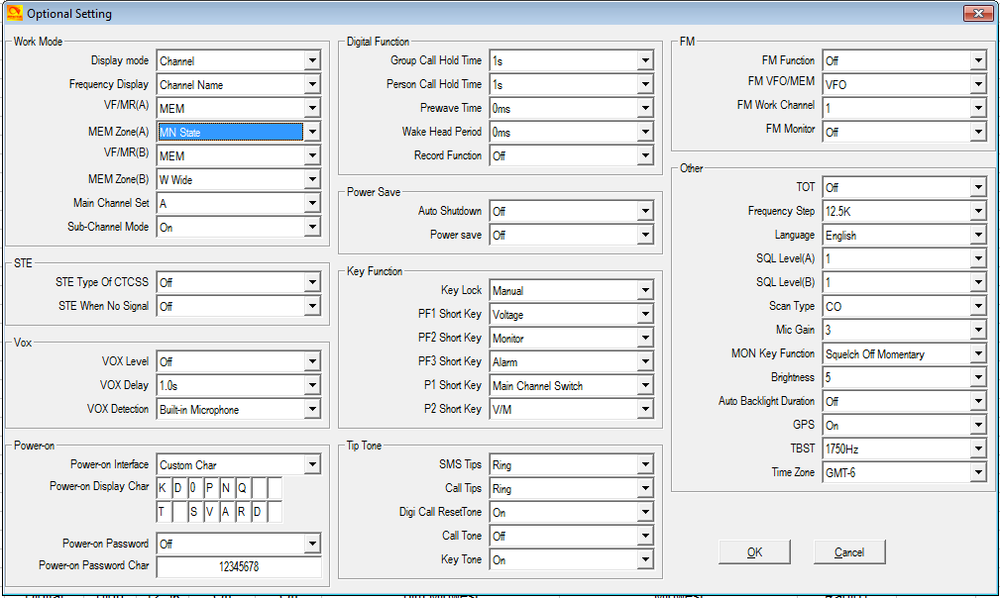 Optional Setting
Work Mode
Display mode Channel
Frequency Display Channel Name
VF/MR(A) MEM
MEM Zone(A) MN State
VF/MR(B) MEM
MEM Zone(B) W Wide
Main Channel Set A
Sub-Channel Mode On
STE
STE Type Of CTCSS Off
STE When No Signal Off
Vox
VOX Level Off
VOX Delay 1.0s
VOX Detection Built-in Microphone
Power-on
Power-on Interface Custom Char
Power-on Display Char K D 0 P N Q
T S V A R D
Power-on Password Off
Power-on Password Char 12345678
Digital Function
Group Call Hold Time 1s
Person Call Hold Time 1s
Prewave Time 0ms
Wake Head Period 0ms
Record Function Off
Power Save
Auto Shutdown Off
Power save Off
Key Function
Key Lock Manual
PF1 Short Key Voltage
PF2 Short Key Monitor
PF3 Short Key Alarm
P1 Short Key Main Channel Switch
P2 Short Key V/M
Tip Tone
SMS Tips Ring
Call Tips Ring
Digi Call ResetTone On
Call Tone Off
Key Tone On
FM
FM Function Off
FM VFO/MEM VFO
FM Work Channel 1
FM Monitor Off
Other
TOT Off
Frequency Step 12.5K
Language English
SQL Level(A) 1
SQL Level(B) 1
Scan Type CO
Mic Gain 3
MON Key Function Squelch Off Momentary
Brightness 5
Auto Backlight Duration Off
GPS On
TBST 1750Hz
Time Zone GMT-6
OK Cancel